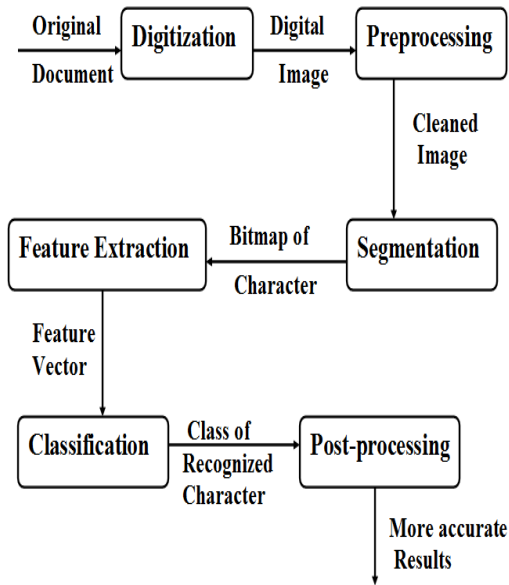 Original
Document
Digitization
Digital
Image
Preprocessing
Cleaned
Image
Segmentation
Bitmap of
Character
Feature Extraction
Feature
Vector
Classification
Class of
Recognized
Character
Post-processing
More accurate
Results